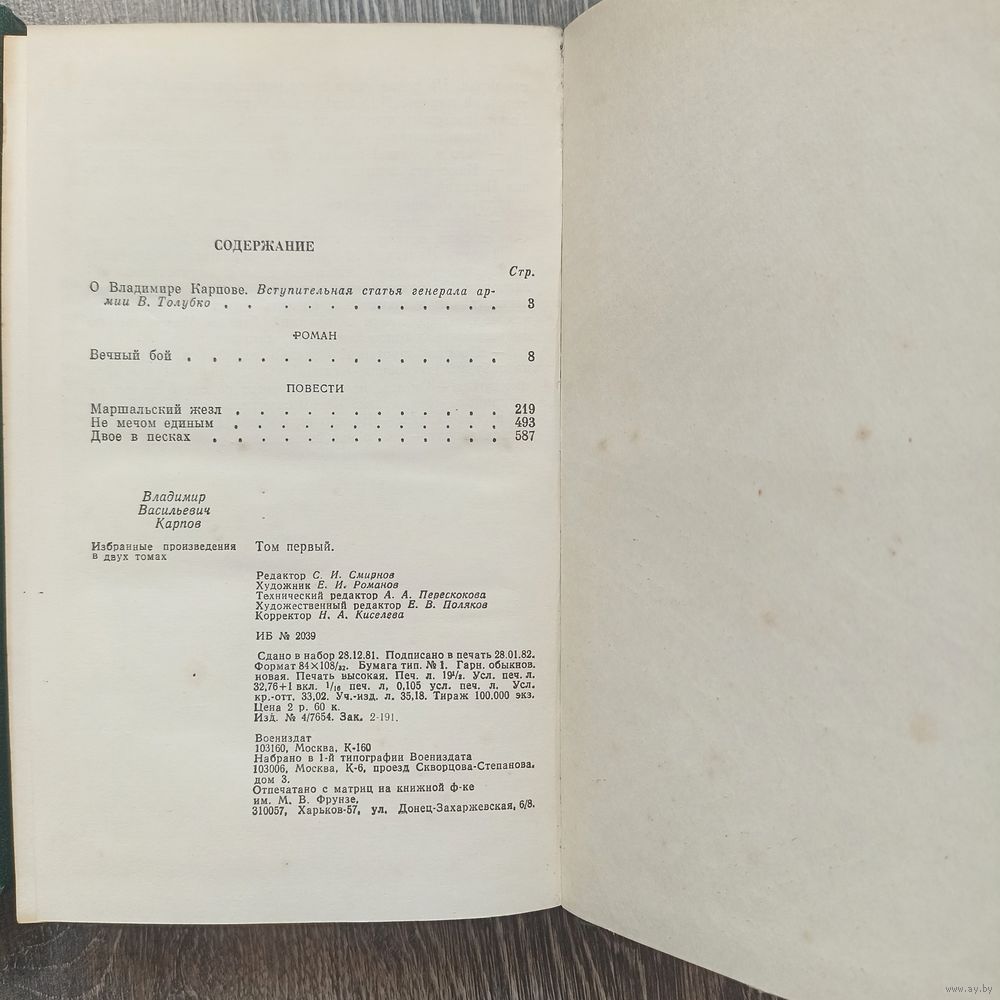 СОДЕРЖАНИЕ
Стр.
О Владимире Карпове. Вступительная статья генерала ар-
мии В. Толубко . . . . . . . . . . . 3
РОМАН
Вечный бой . . . . . . . . . . . . . 8
ПОВЕСТИ
Маршальский жезл . . . . . . . . . . . 219
Не мечом единым . . . . . . . . . . . 493
Двое в песках . . . . . . . . . . . . 587
Владимир
Васильевич
Карпов
Избранные произведения
в двух томах
Том первый.
Редактор С. И. Смирнов
Художник Е. И. Романов
Технический редактор А. А. Перескокова
Художественный редактор Е. В. Поляков
Корректор Н. А. Киселева
ИБ № 2039
Сдано в набор 28.12.81. Подписано в печать 28.01.82.
Формат 84×108/32. Бумага тип. № 1. Гарн. обыкнов.
новая. Печать высокая. Печ. л. 19 1/2. Усл. печ. л.
32,76+1 вкл. 1/16 печ. л, 0,105 усл. печ. л. Усл.
кр.-отт. 33,02. Уч.-изд. л. 35,18. Тираж 100.000 экз.
Цена 2 р. 60 к.
Изд. № 4/7654. Зак. 2-191.
Воениздат
103160, Москва, К-160
Набрано в 1-й типографии Воениздата
103006, Москва, К-6, проезд Скворцова-Степанова,
дом 3.
Отпечатано с матриц на книжной ф-ке
им. М. В. Фрунзе,
310057, Харьков-57, ул. Донец-Захаржевская, 6/8.
www.ay.by